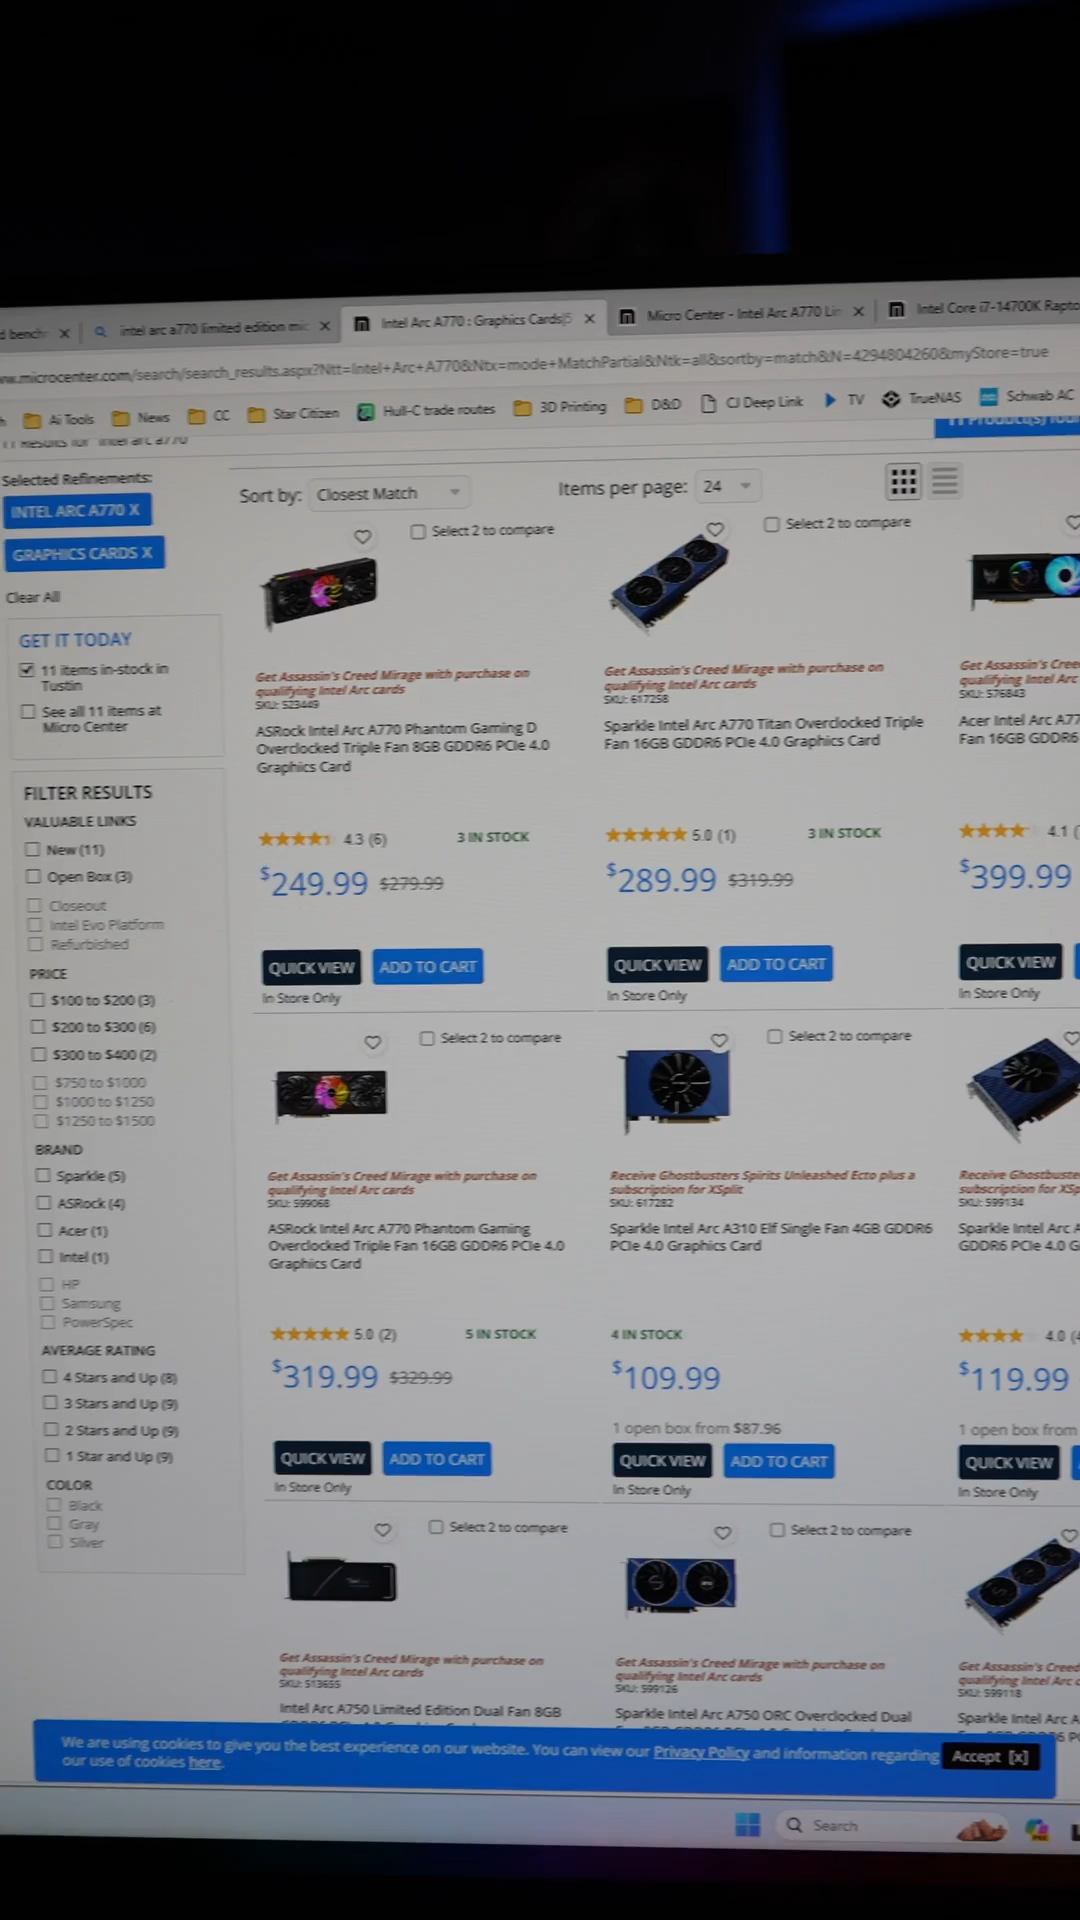 d bench
intel arc a770 limited edition mic
Intel Arc A770 : Graphics Cards|5
Micro Center - Intel Arc A770 Lim
Intel Core i7-14700K Rapto
ww.microcenter.com/search/search_results.aspx?Ntt=Intel+Arc+A770&Ntx=mode+MatchPartial&Ntk=all&sortby=match&N=4294804260&myStore=true
Ai Tools
News
CC
Star Citizen
Hull-C trade routes
3D Printing
D&D
CJ Deep Link
TV
TrueNAS
Schwab AC
11 Results for "intel arc a770"
Selected Refinements:
INTEL ARC A770 X
GRAPHICS CARDS X
Clear All
GET IT TODAY
11 items in-stock in
Tustin
See all 11 items at
Micro Center
FILTER RESULTS
VALUABLE LINKS
New (11)
Open Box (3)
Closeout
Intel Evo Platform
Refurbished
PRICE
$100 to $200 (3)
$200 to $300 (6)
$300 to $400 (2)
$750 to $1000
$1000 to $1250
$1250 to $1500
BRAND
Sparkle (5)
ASRock (4)
Acer (1)
Intel (1)
HP
Samsung
PowerSpec
AVERAGE RATING
4 Stars and Up (8)
3 Stars and Up (9)
2 Stars and Up (9)
1 Star and Up (9)
COLOR
Black
Gray
Silver
Sort by: Closest Match
Items per page: 24
Select 2 to compare
Get Assassin's Creed Mirage with purchase on
qualifying Intel Arc cards
SKU: 523449
ASRock Intel Arc A770 Phantom Gaming D
Overclocked Triple Fan 8GB GDDR6 PCIe 4.0
Graphics Card
4.3 (6)
3 IN STOCK
$249.99 $279.99
QUICK VIEW
ADD TO CART
In Store Only
Select 2 to compare
Get Assassin's Creed Mirage with purchase on
qualifying Intel Arc cards
SKU: 617258
Sparkle Intel Arc A770 Titan Overclocked Triple
Fan 16GB GDDR6 PCIe 4.0 Graphics Card
5.0 (1)
3 IN STOCK
$289.99 $319.99
QUICK VIEW
ADD TO CART
In Store Only
Get Assassin's Cree
qualifying Intel Arc
SKU: 576843
Acer Intel Arc A77
Fan 16GB GDDR6
4.1
$399.99
QUICK VIEW
In Store Only
Select 2 to compare
Get Assassin's Creed Mirage with purchase on
qualifying Intel Arc cards
SKU: 599068
ASRock Intel Arc A770 Phantom Gaming
Overclocked Triple Fan 16GB GDDR6 PCIe 4.0
Graphics Card
5.0 (2)
5 IN STOCK
$319.99 $329.99
QUICK VIEW
ADD TO CART
In Store Only
Select 2 to compare
Receive Ghostbusters Spirits Unleashed Ecto plus a
subscription for XSplit
SKU: 617282
Sparkle Intel Arc A310 Elf Single Fan 4GB GDDR6
PCIe 4.0 Graphics Card
4 IN STOCK
$109.99
1 open box from $87.96
QUICK VIEW
ADD TO CART
In Store Only
Receive Ghostbuste
subscription for XSp
SKU: 599134
Sparkle Intel Arc A
GDDR6 PCIe 4.0 G
4.0 (4
$119.99
1 open box from
QUICK VIEW
In Store Only
Select 2 to compare
Get Assassin's Creed Mirage with purchase on
qualifying Intel Arc cards
SKU: 513655
Intel Arc A750 Limited Edition Dual Fan 8GB
Select 2 to compare
Get Assassin's Creed Mirage with purchase on
qualifying Intel Arc cards
SKU: 599126
Sparkle Intel Arc A750 ORC Overclocked Dual
Get Assassin's Creed
qualifying Intel Arc c
SKU: 599118
Sparkle Intel Arc A
We are using cookies to give you the best experience on our website. You can view our Privacy Policy and information regarding
our use of cookies here.
Accept [x]
Search